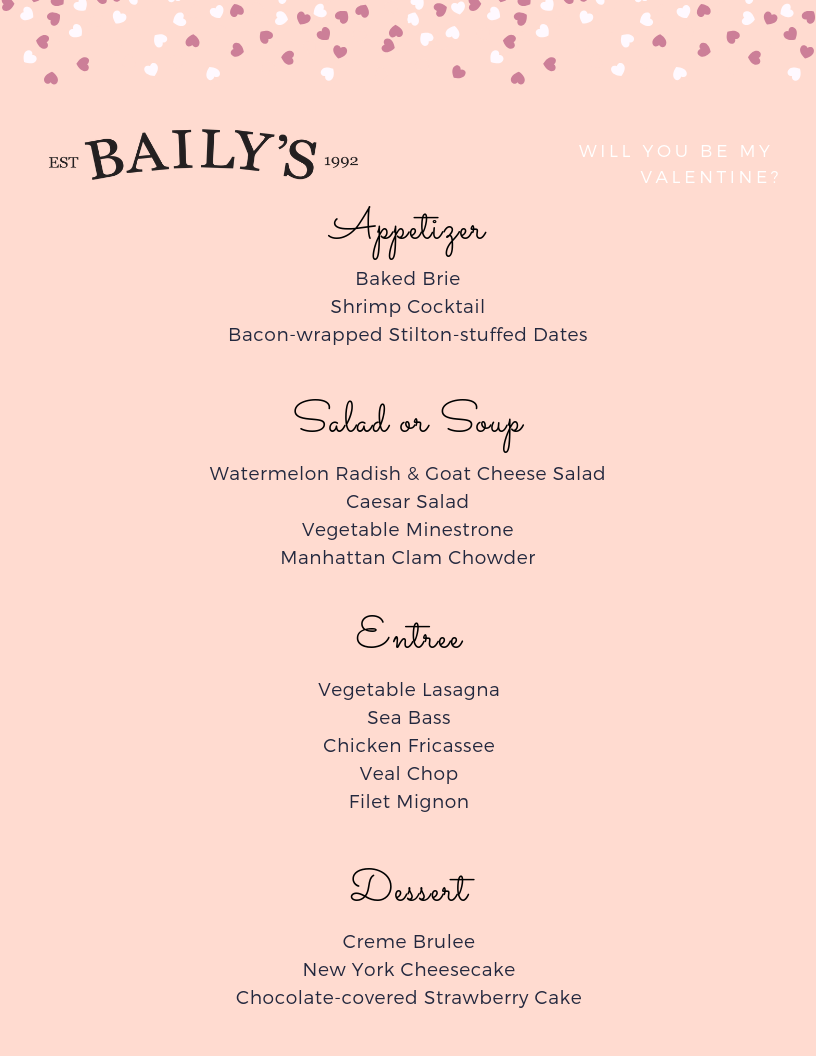 EST BAILY'S 1992
WILL YOU BE MY
VALENTINE?
Appetizer
Baked Brie
Shrimp Cocktail
Bacon-wrapped Stilton-stuffed Dates
Salad or Soup
Watermelon Radish & Goat Cheese Salad
Caesar Salad
Vegetable Minestrone
Manhattan Clam Chowder
Entree
Vegetable Lasagna
Sea Bass
Chicken Fricassee
Veal Chop
Filet Mignon
Dessert
Creme Brulee
New York Cheesecake
Chocolate-covered Strawberry Cake